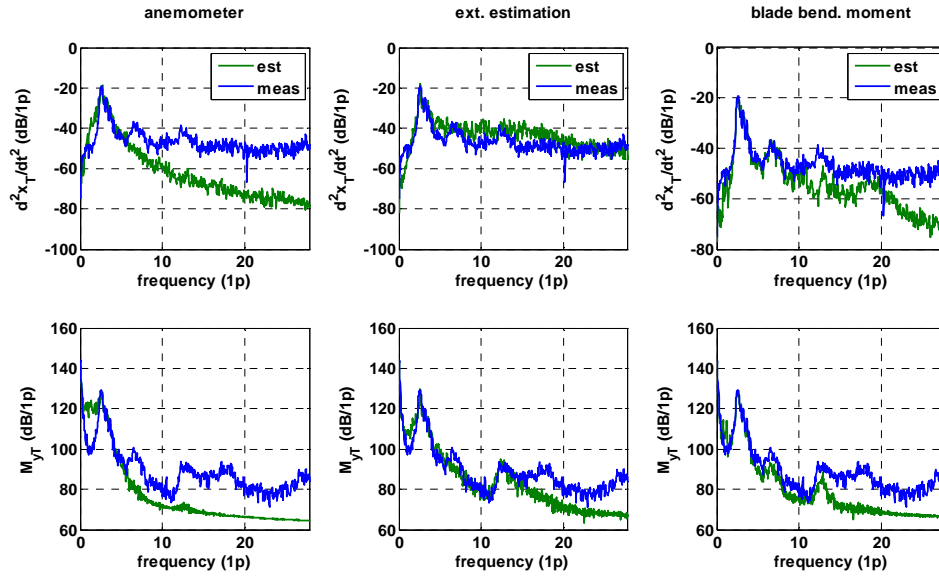 anemometer
ext. estimation
blade bend. moment
d²x_T/dt² (dB/1p)
0
-20
-40
-60
-80
-100
est
meas
0
10
20
frequency (1p)
d²x_T/dt² (dB/1p)
0
-20
-40
-60
-80
-100
est
meas
0
10
20
frequency (1p)
d²x_T/dt² (dB/1p)
0
-20
-40
-60
-80
est
meas
0
10
20
frequency (1p)
M_yT (dB/1p)
160
140
120
100
80
60
0
10
20
frequency (1p)
M_yT (dB/1p)
160
140
120
100
80
60
0
10
20
frequency (1p)
M_yT (dB/1p)
160
140
120
100
80
60
0
10
20
frequency (1p)